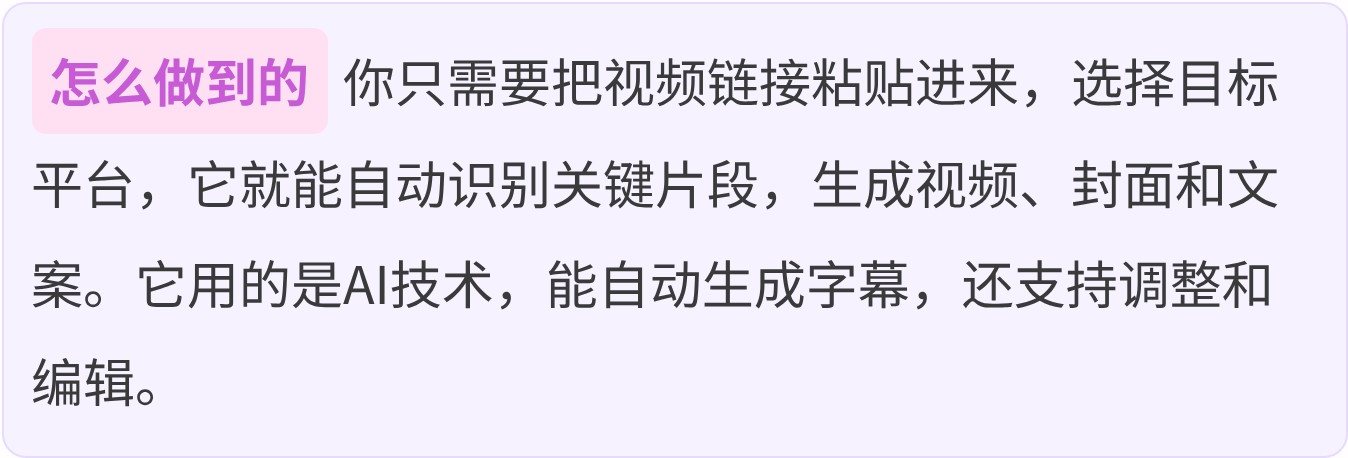 怎么做到的 你只需要把视频链接粘贴进来，选择目标
平台，它就能自动识别关键片段，生成视频、封面和文
案。它用的是AI技术，能自动生成字幕，还支持调整和
编辑。